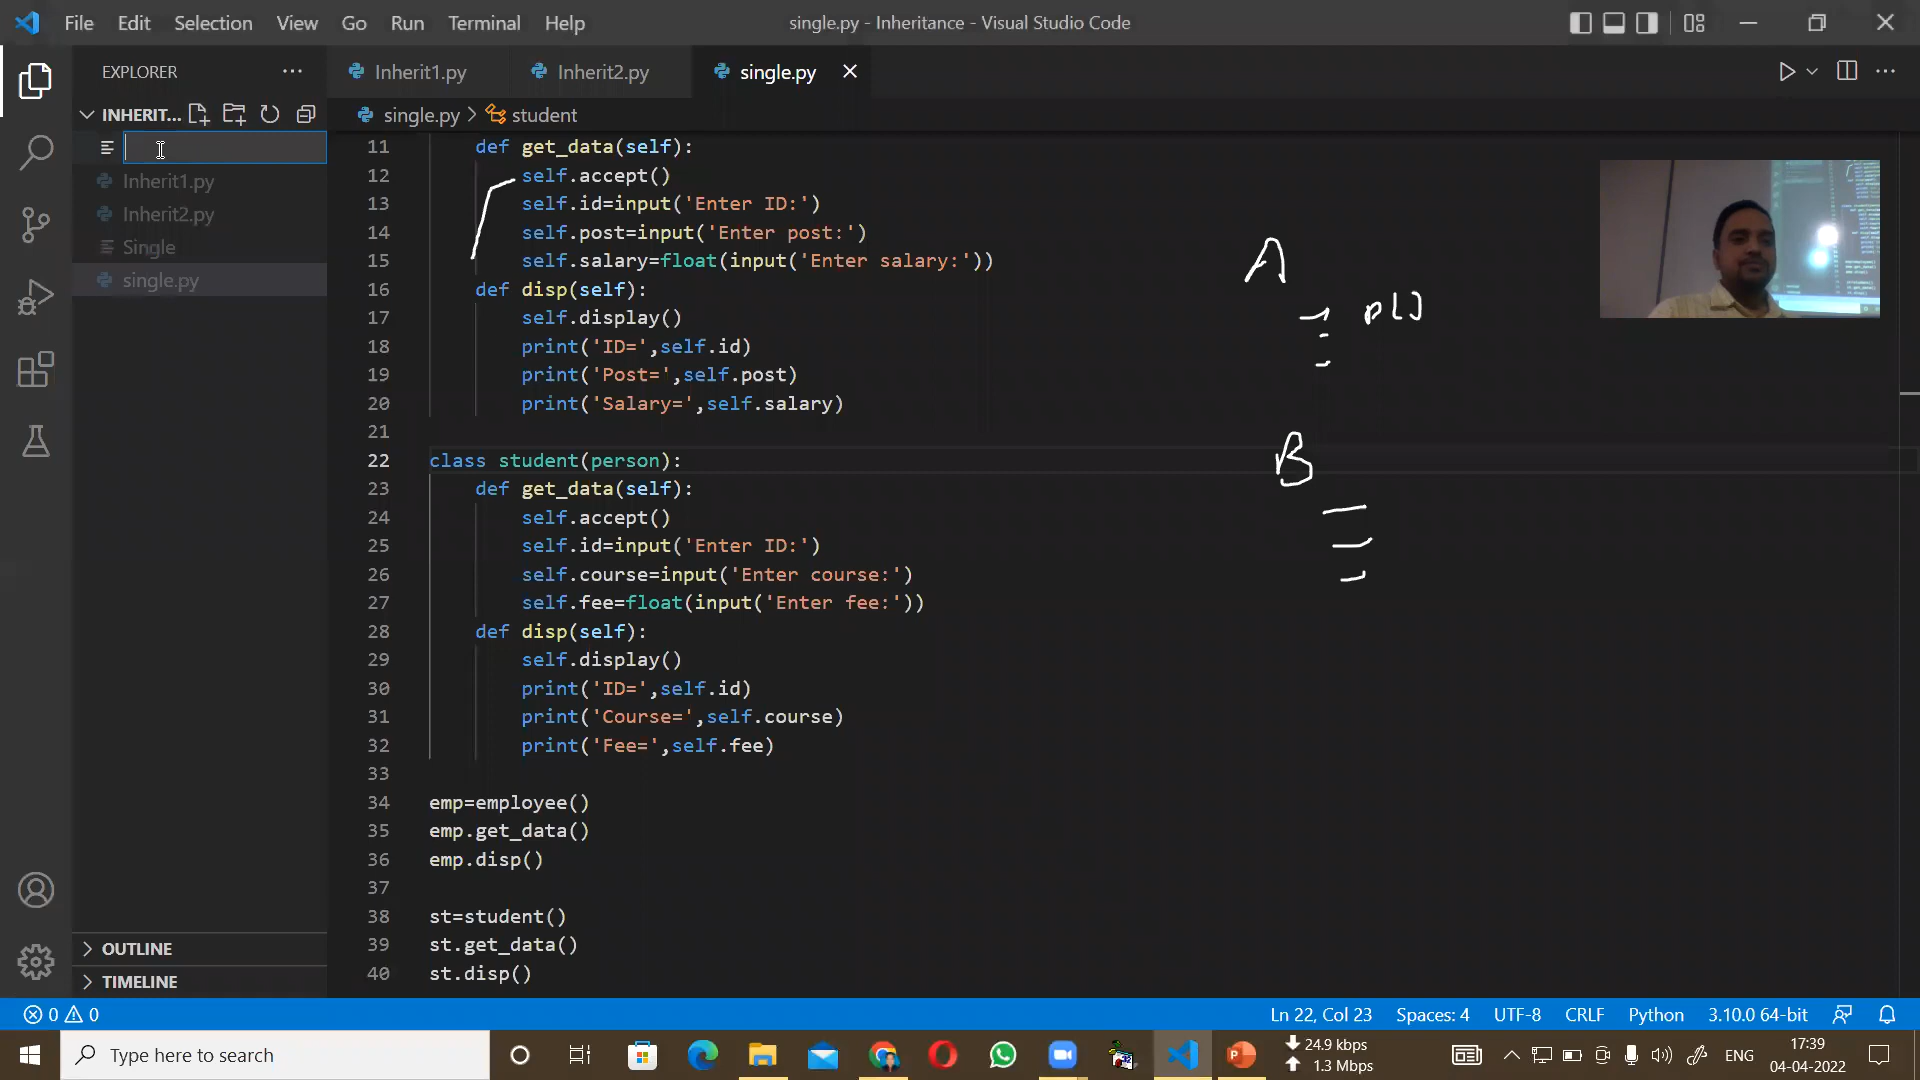 File Edit Selection View Go Run Terminal Help
single.py - Inheritance - Visual Studio Code
EXPLORER
Inherit1.py
Inherit2.py
single.py
INHERIT...
single.py > student
Inherit1.py
Inherit2.py
Single
single.py
11 def get_data(self):
12 self.accept()
13 self.id=input('Enter ID:')
14 self.post=input('Enter post:')
15 self.salary=float(input('Enter salary:'))
16 def disp(self):
17 self.display()
18 print('ID=',self.id)
19 print('Post=',self.post)
20 print('Salary=',self.salary)
21
22 class student(person):
23 def get_data(self):
24 self.accept()
25 self.id=input('Enter ID:')
26 self.course=input('Enter course:')
27 self.fee=float(input('Enter fee:'))
28 def disp(self):
29 self.display()
30 print('ID=',self.id)
31 print('Course=',self.course)
32 print('Fee=',self.fee)
33
34 emp=employee()
35 emp.get_data()
36 emp.disp()
37
38 st=student()
39 st.get_data()
40 st.disp()
A
B
OUTLINE
TIMELINE
0 0
Ln 22, Col 23 Spaces: 4 UTF-8 CRLF Python 3.10.0 64-bit
Type here to search
24.9 kbps
1.3 Mbps
ENG
17:39
04-04-2022